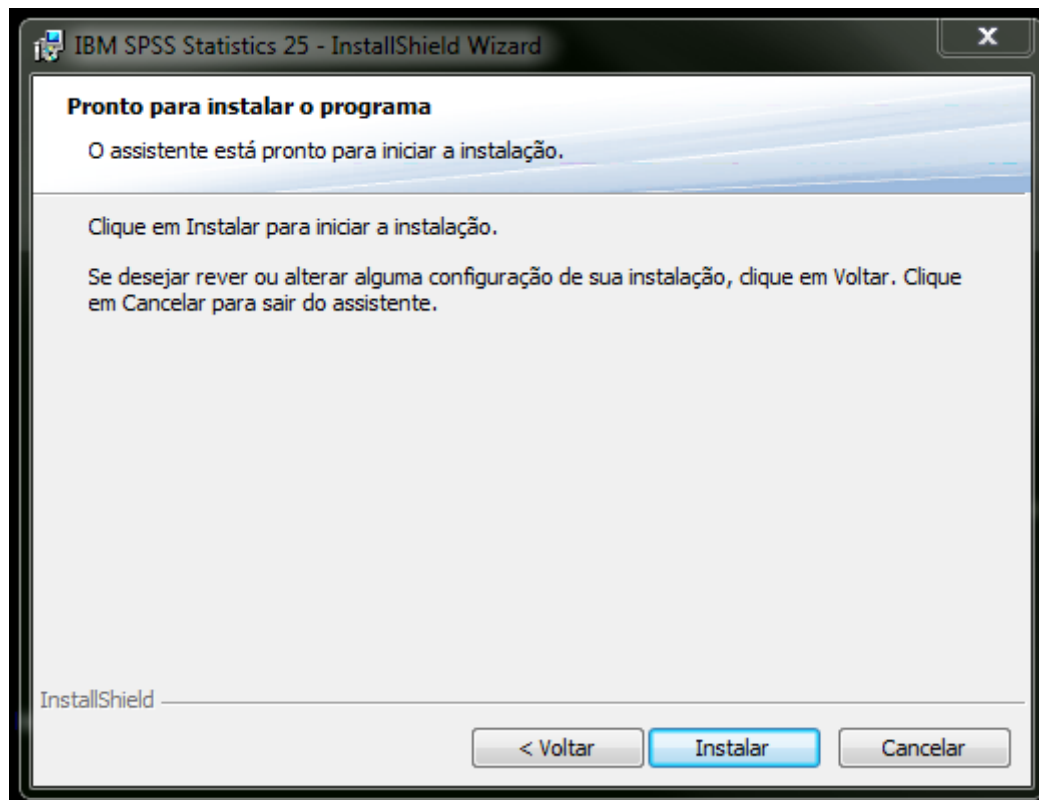 IBM SPSS Statistics 25 - InstallShield Wizard
Pronto para instalar o programa
O assistente está pronto para iniciar a instalação.
Clique em Instalar para iniciar a instalação.
Se desejar rever ou alterar alguma configuração de sua instalação, clique em Voltar. Clique
em Cancelar para sair do assistente.
InstallShield
< Voltar
Instalar
Cancelar